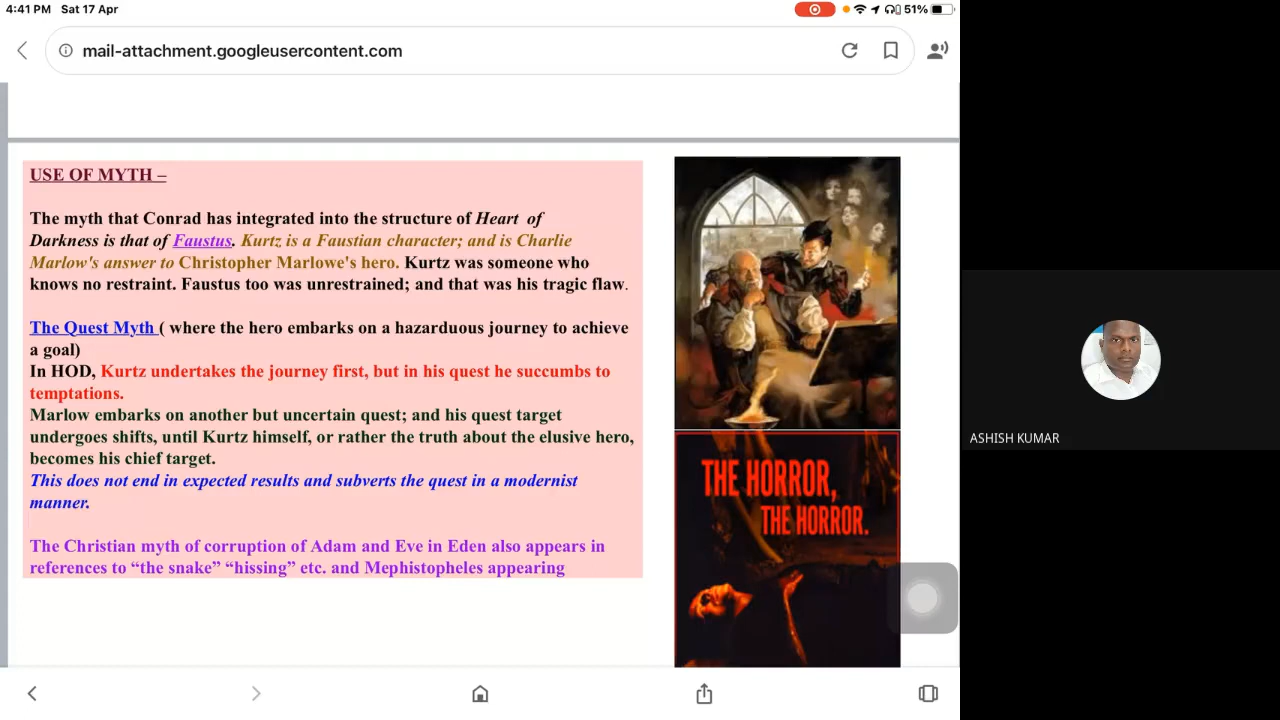 4:41 PM Sat 17 Apr
51%
mail-attachment.googleusercontent.com
USE OF MYTH –
The myth that Conrad has integrated into the structure of Heart of
Darkness is that of Faustus. Kurtz is a Faustian character; and is Charlie
Marlow's answer to Christopher Marlowe's hero. Kurtz was someone who
knows no restraint. Faustus too was unrestrained; and that was his tragic flaw.
The Quest Myth ( where the hero embarks on a hazarduous journey to achieve
a goal)
In HOD, Kurtz undertakes the journey first, but in his quest he succumbs to
temptations.
Marlow embarks on another but uncertain quest; and his quest target
undergoes shifts, until Kurtz himself, or rather the truth about the elusive hero,
becomes his chief target.
This does not end in expected results and subverts the quest in a modernist
manner.
The Christian myth of corruption of Adam and Eve in Eden also appears in
references to “the snake” “hissing” etc. and Mephistopheles appearing
THE HORROR,
THE HORROR.
ASHISH KUMAR